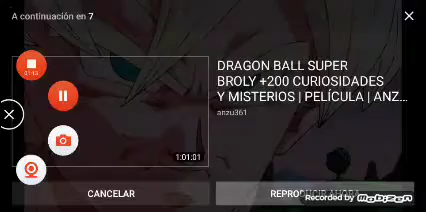 A continuación en 7
01:13
DRAGON BALL SUPER
BROLY +200 CURIOSIDADES
Y MISTERIOS | PELÍCULA | ANZ...
anzu361
1:01:01
CANCELAR
REPRODUCIR AHORA
Recorded by Mobizen